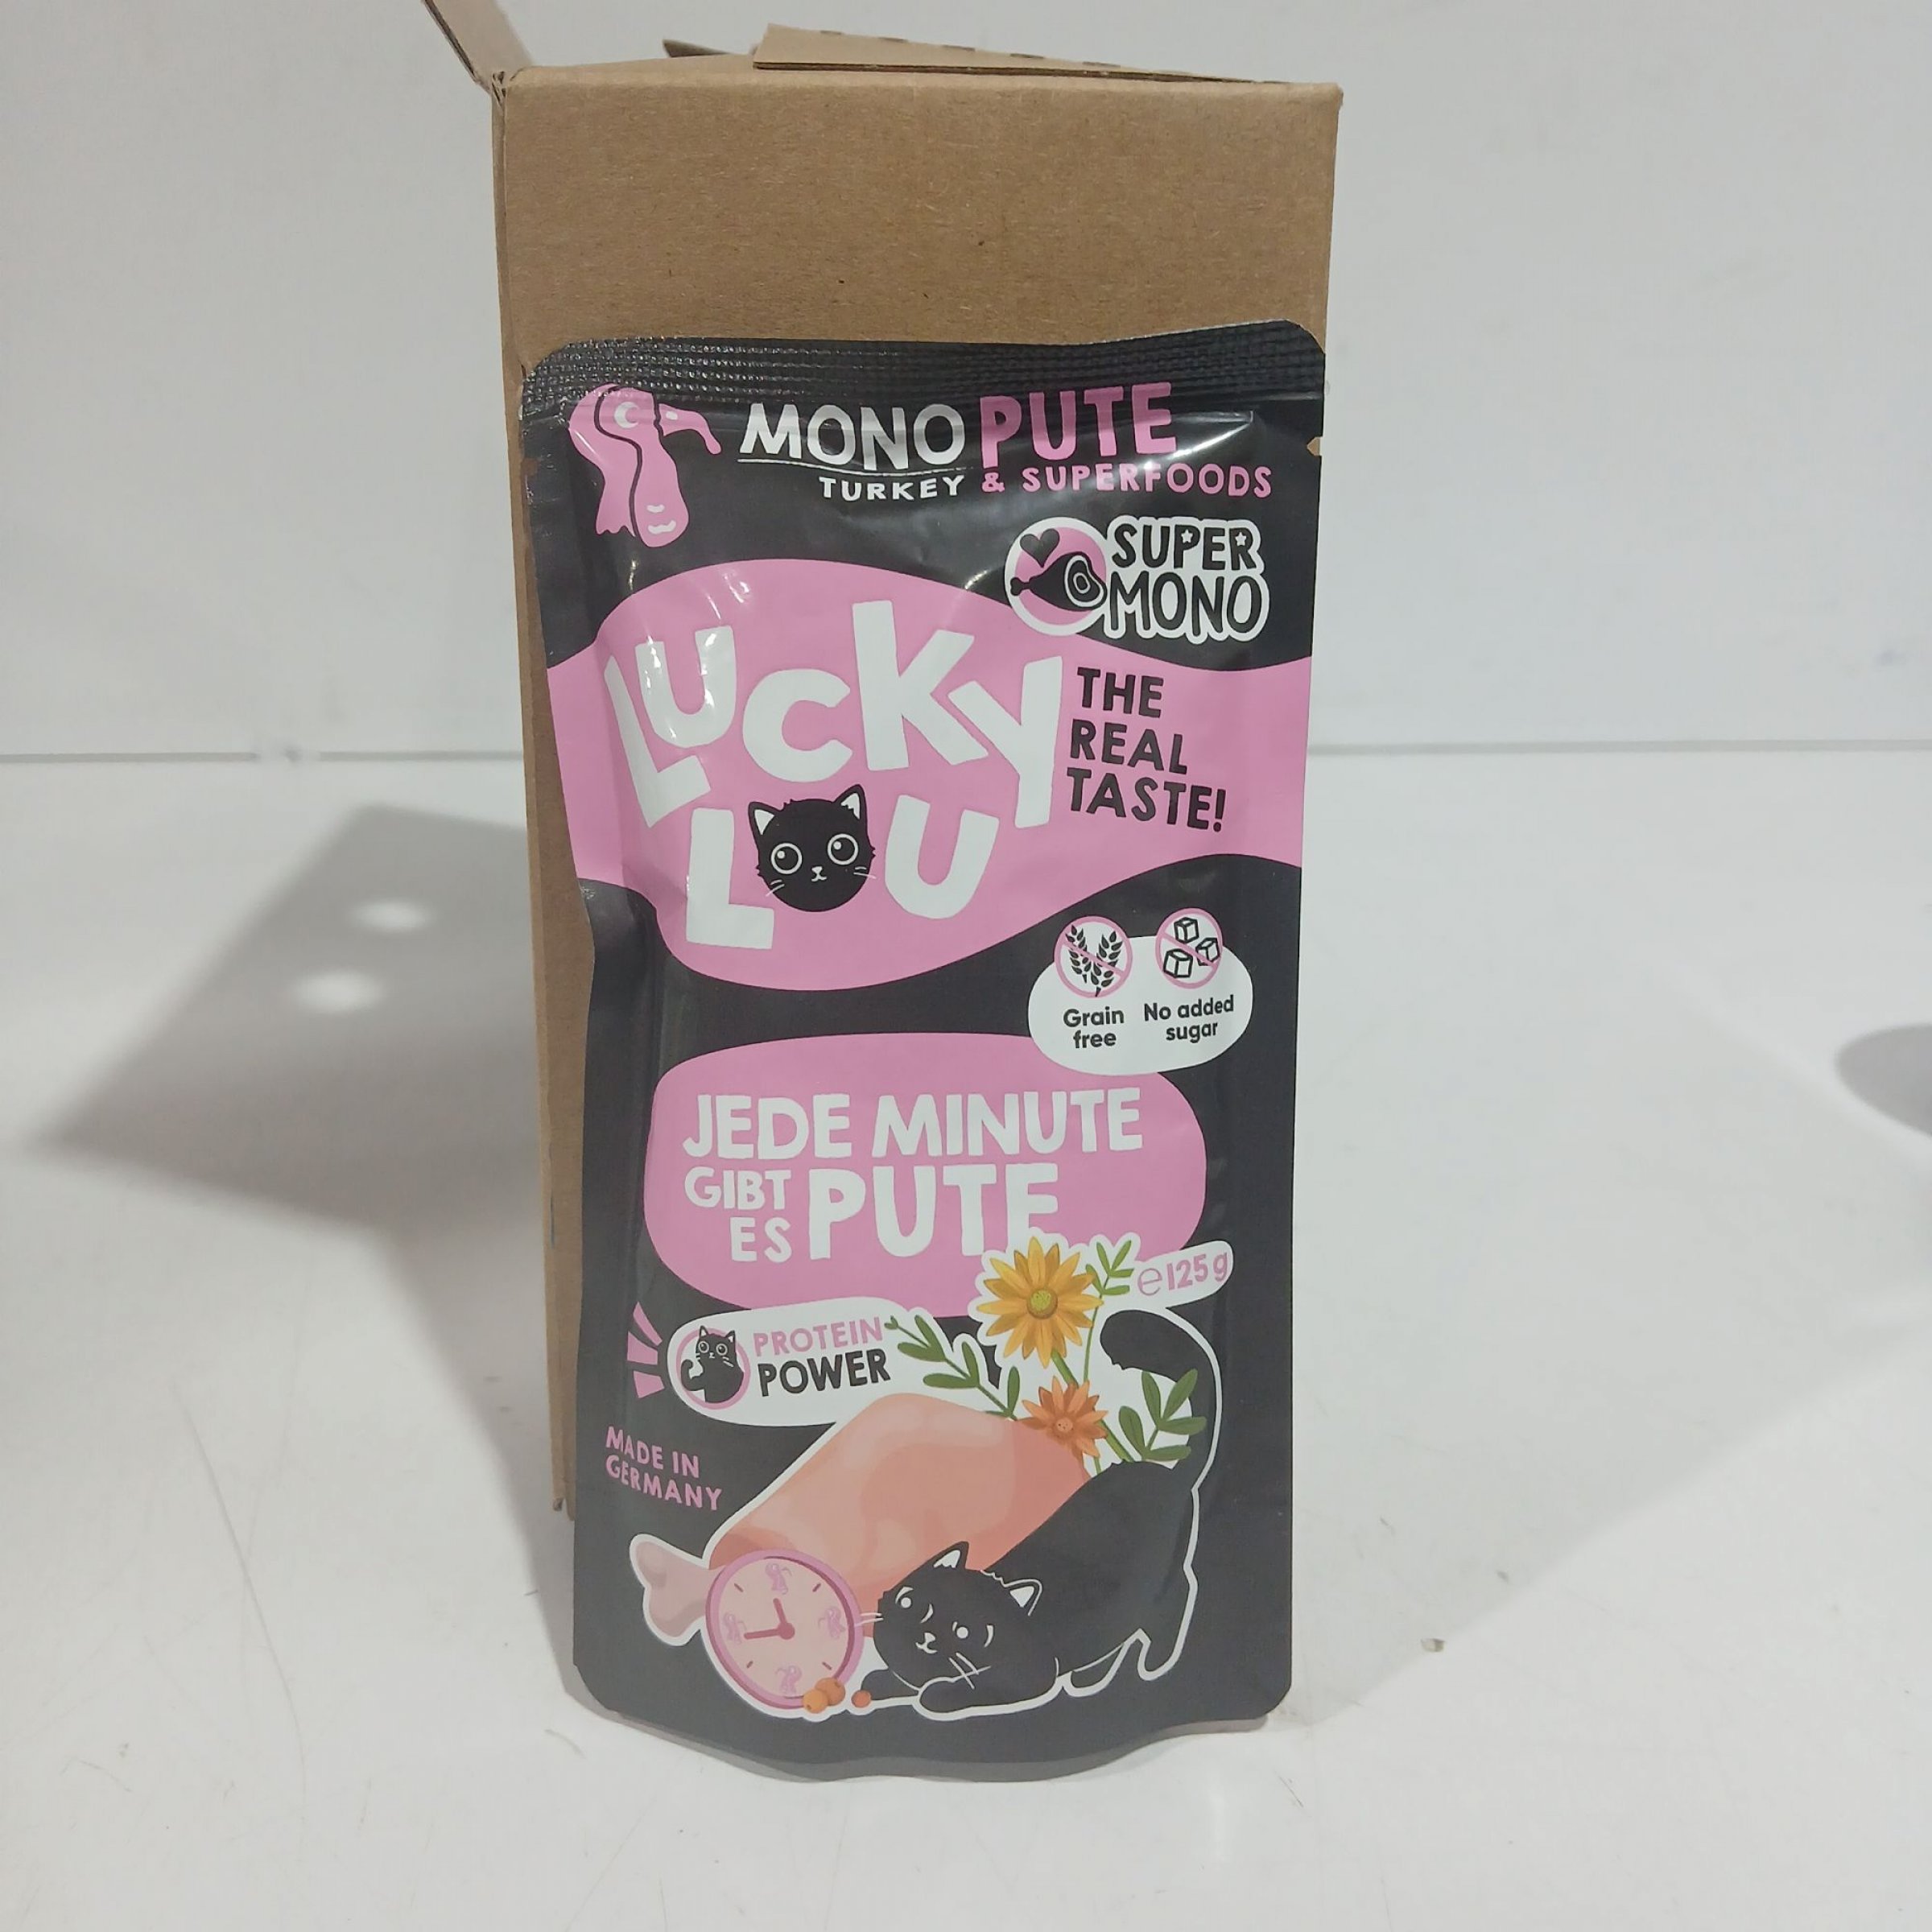 MONO PUTE
TURKEY & SUPERFOODS
SUPER
MONO
LUCKY
LOU
THE
REAL
TASTE!
Grain
free
No added
sugar
JEDE MINUTE
GIBT
ES
PUTE
e 125g
PROTEIN
POWER
MADE IN
GERMANY